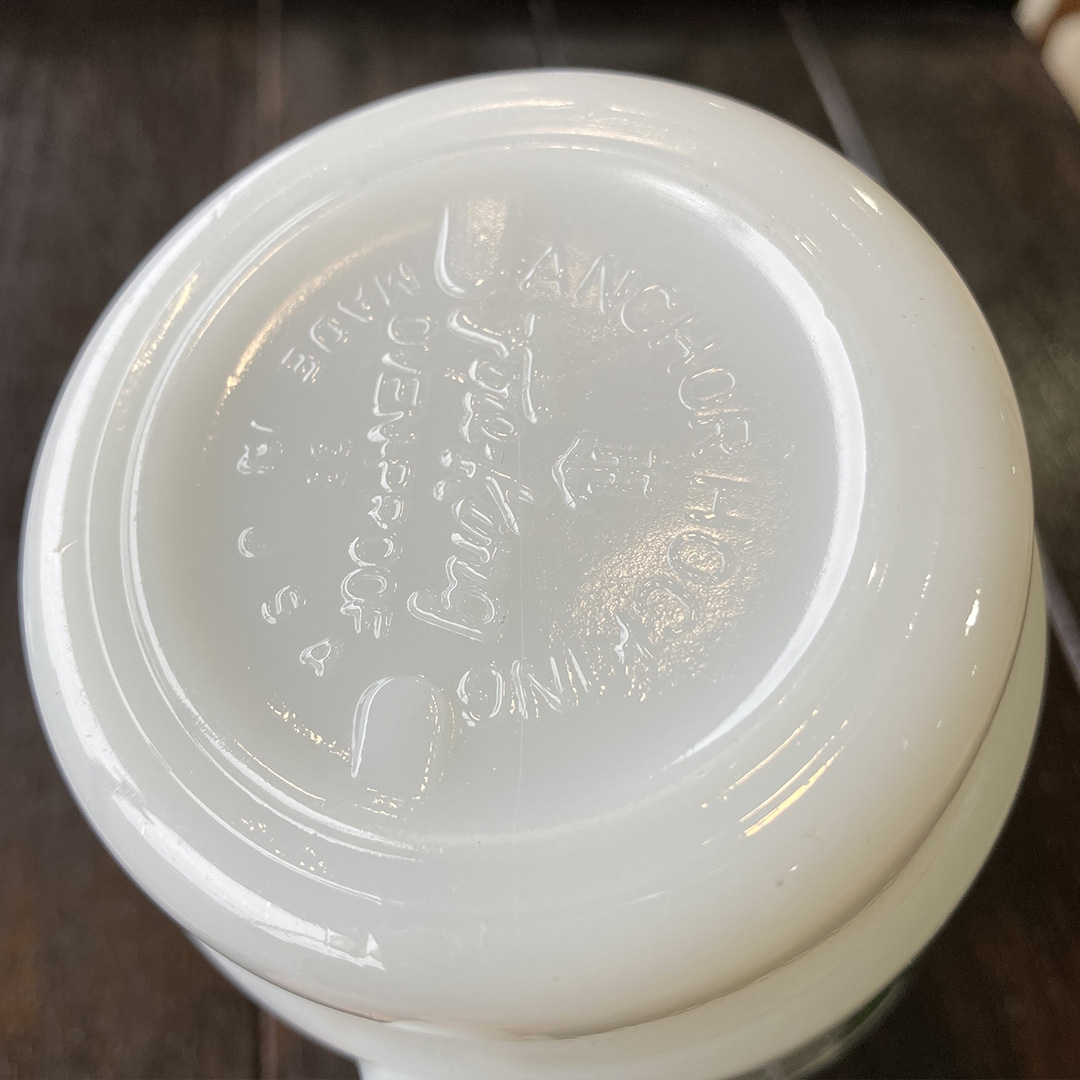 ANCHOR HOCKING
Fire-King
OVENPROOF
MADE IN U S A